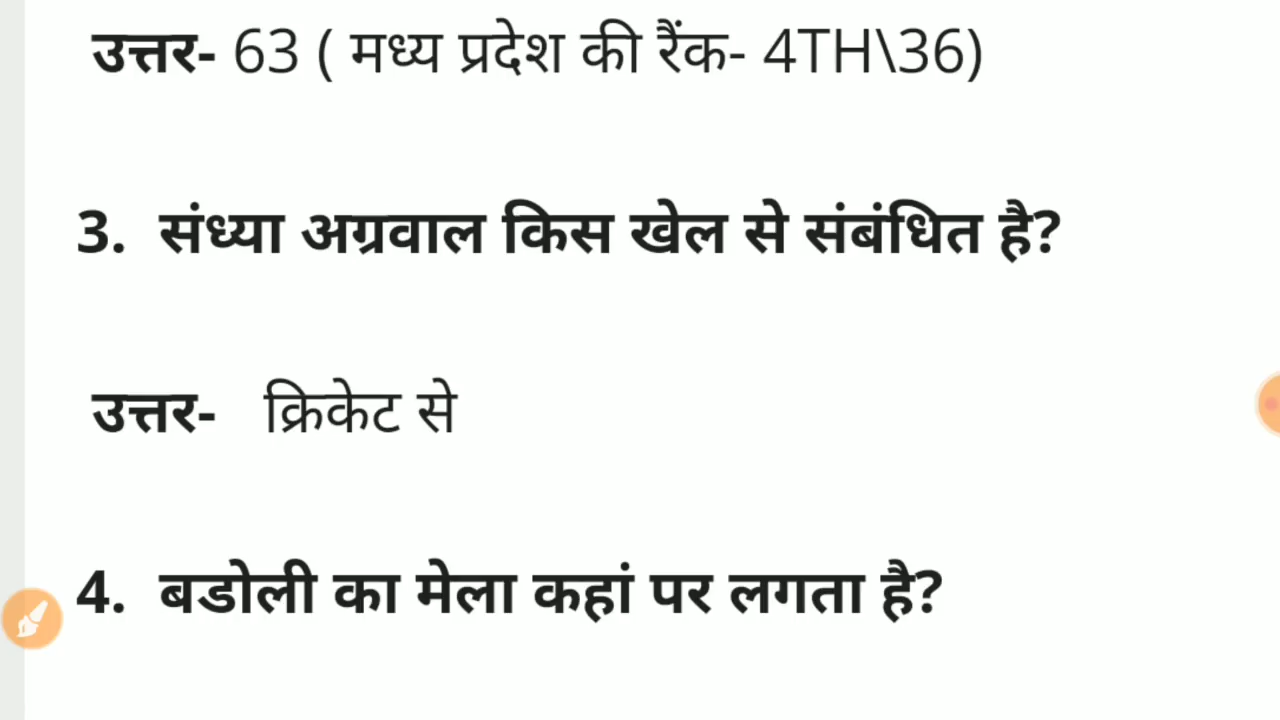 उत्तर- 63 ( मध्य प्रदेश की रैंक- 4TH\36)
3. संध्या अग्रवाल किस खेल से संबंधित है?
उत्तर- क्रिकेट से
4. बडोली का मेला कहां पर लगता है?